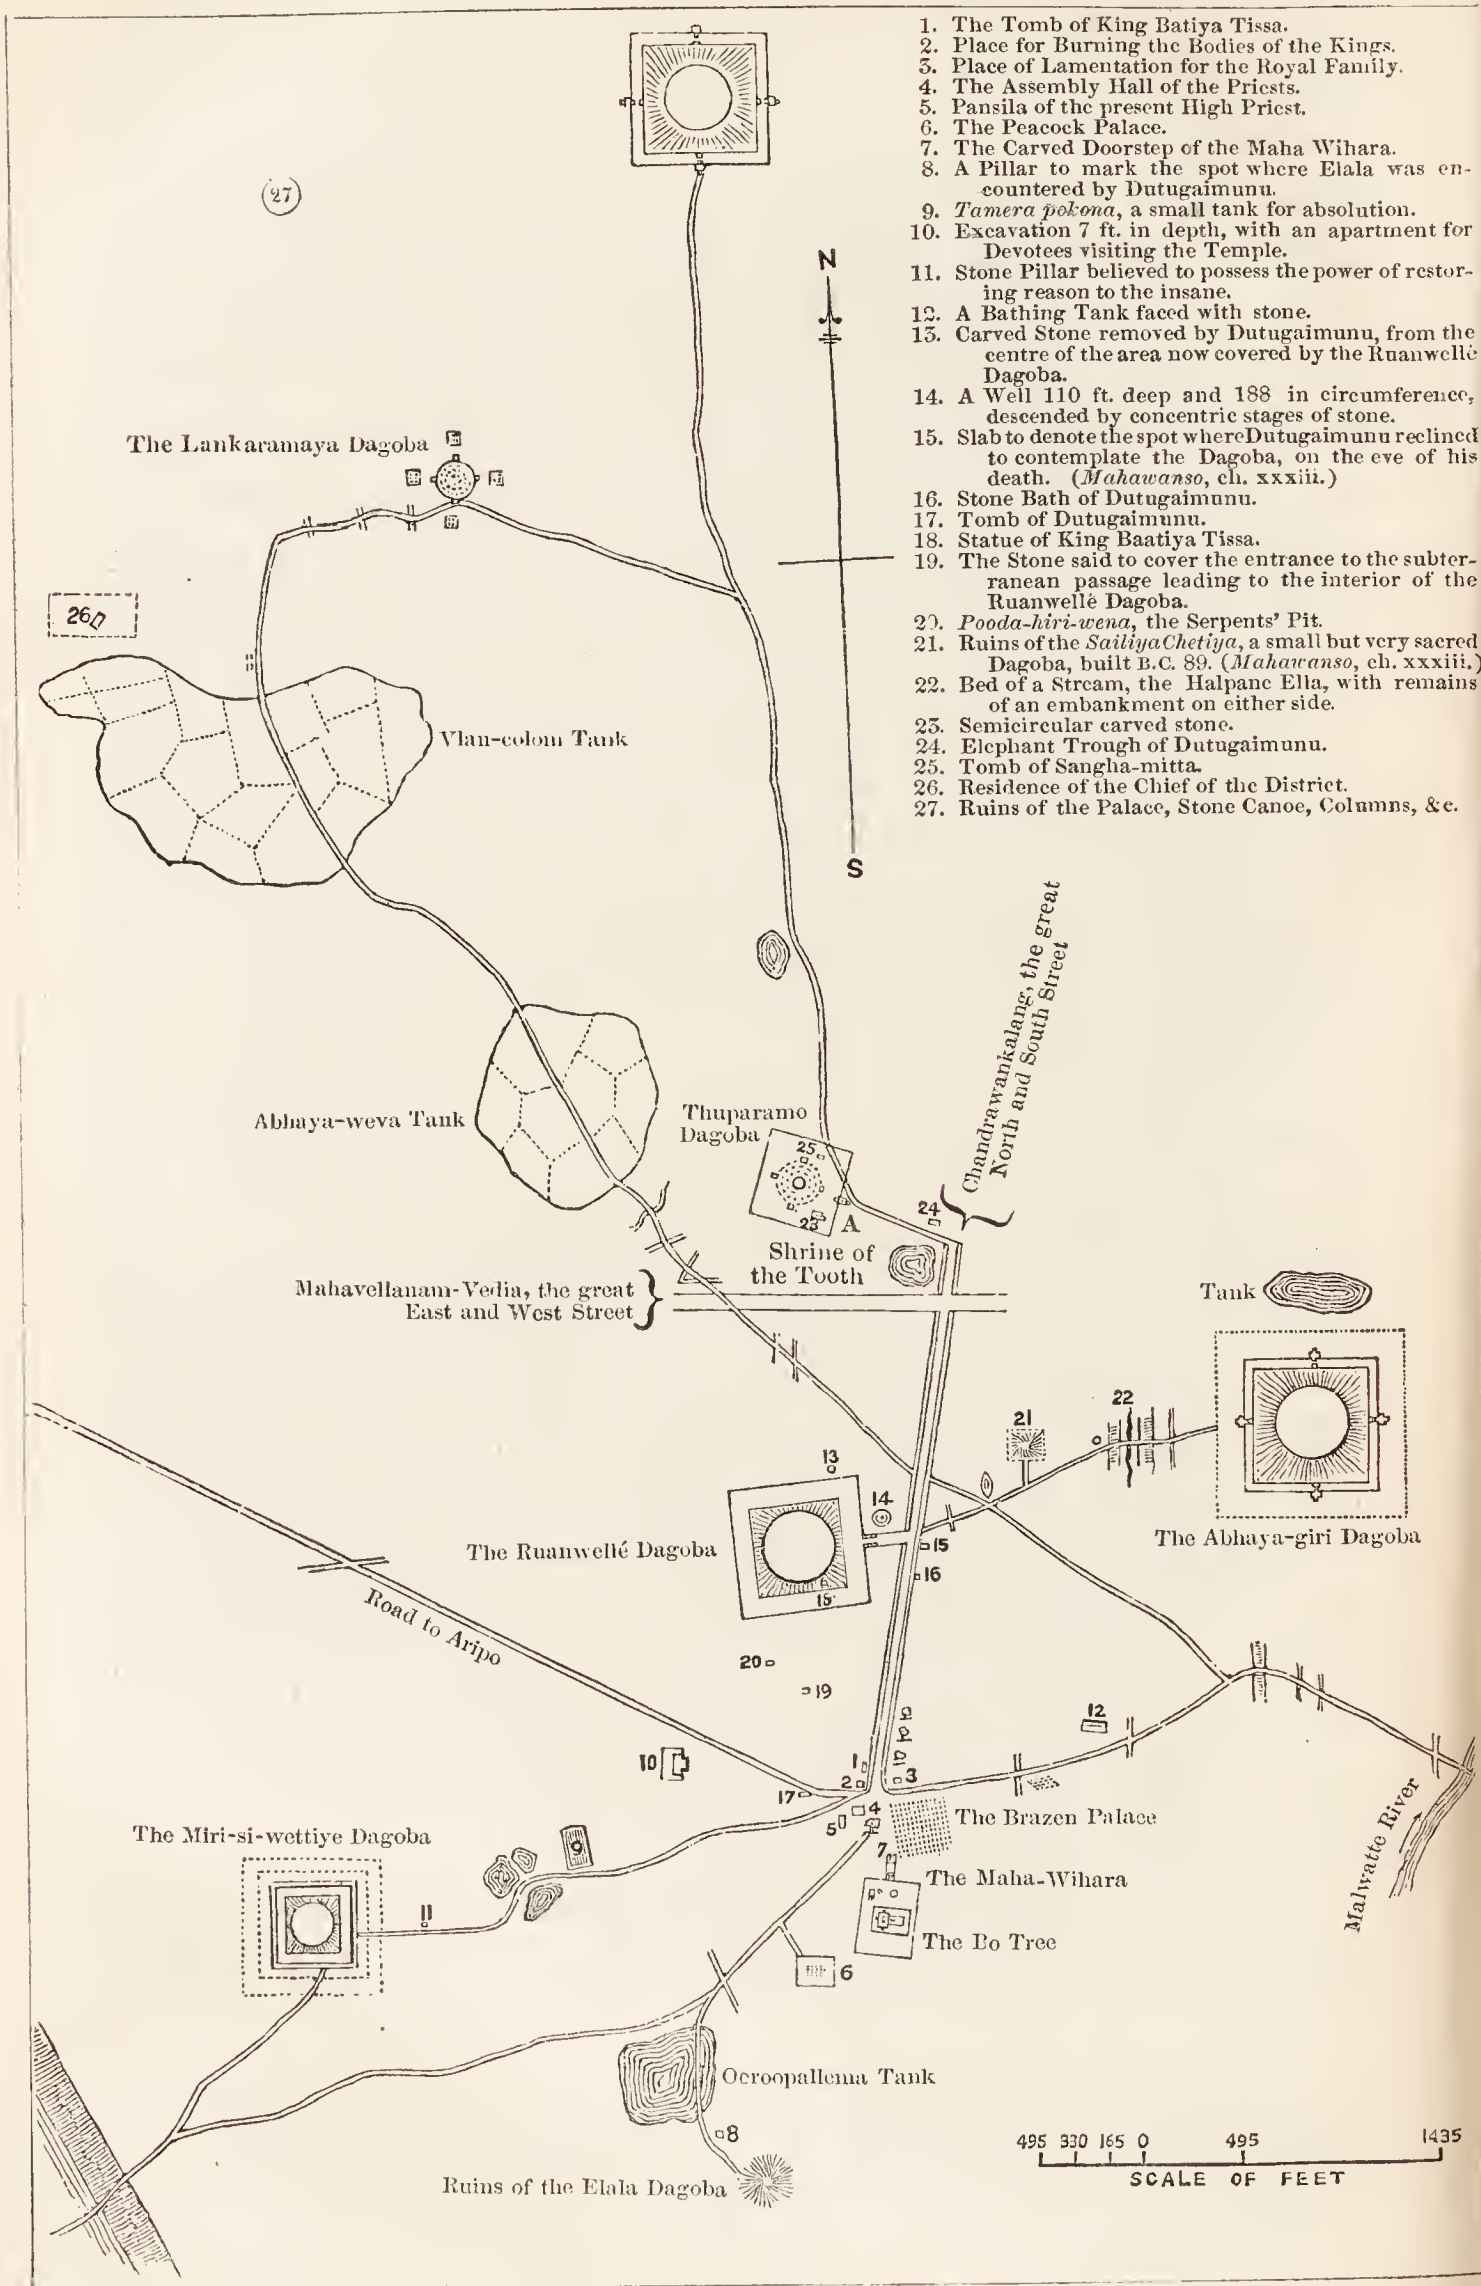 1. The Tomb of King Batiya Tissa.
2. Place for Burning the Bodies of the Kings.
3. Place of Lamentation for the Royal Family.
4. The Assembly Hall of the Priests.
5. Pansila of the present High Priest.
6. The Peacock Palace.
7. The Carved Doorstep of the Maha Wihara.
8. A Pillar to mark the spot where Elala was en-
countered by Dutugaimunu.
9. Tamera pokona, a small tank for absolution.
10. Excavation 7 ft. in depth, with an apartment for
Devotees visiting the Temple.
11. Stone Pillar believed to possess the power of restor-
ing reason to the insane.
12. A Bathing Tank faced with stone.
13. Carved Stone removed by Dutugaimunu, from the
centre of the area now covered by the Ruanwellé
Dagoba.
14. A Well 110 ft. deep and 188 in circumference,
descended by concentric stages of stone.
15. Slab to denote the spot where Dutugaimunu reclined
to contemplate the Dagoba, on the eve of his
death. (Mahawanso, ch. xxxiii.)
16. Stone Bath of Dutugaimunu.
17. Tomb of Dutugaimunu.
18. Statue of King Baatiya Tissa.
19. The Stone said to cover the entrance to the subter-
ranean passage leading to the interior of the
Ruanwellé Dagoba.
20. Pooda-hiri-wena, the Serpents' Pit.
21. Ruins of the Sailiya Chetiya, a small but very sacred
Dagoba, built B.C. 89. (Mahawanso, ch. xxxiii.)
22. Bed of a Stream, the Halpane Ella, with remains
of an embankment on either side.
23. Semicircular carved stone.
24. Elephant Trough of Dutugaimunu.
25. Tomb of Sangha-mitta.
26. Residence of the Chief of the District.
27. Ruins of the Palace, Stone Canoe, Columns, &c.
27
N
The Lankaramaya Dagoba
26
Vlan-colom Tank
S
Chandrawankalang, the great
North and South Street
Abhaya-weva Tank
Thuparamo
Dagoba
25
23
A
24
Shrine of
the Tooth
Mahavellanam-Vedia, the great
East and West Street
Tank
22
21
13
14
The Ruanwellé Dagoba
15
The Abhaya-giri Dagoba
16
18
Road to Aripo
20
19
12
10
1
2
3
17
4
5
The Brazen Palace
The Miri-si-wettiye Dagoba
9
7
The Maha-Wihara
Malwatte River
11
The Bo Tree
6
Ocroopallema Tank
8
495 330 165 0 495 1435
SCALE OF FEET
Ruins of the Elala Dagoba